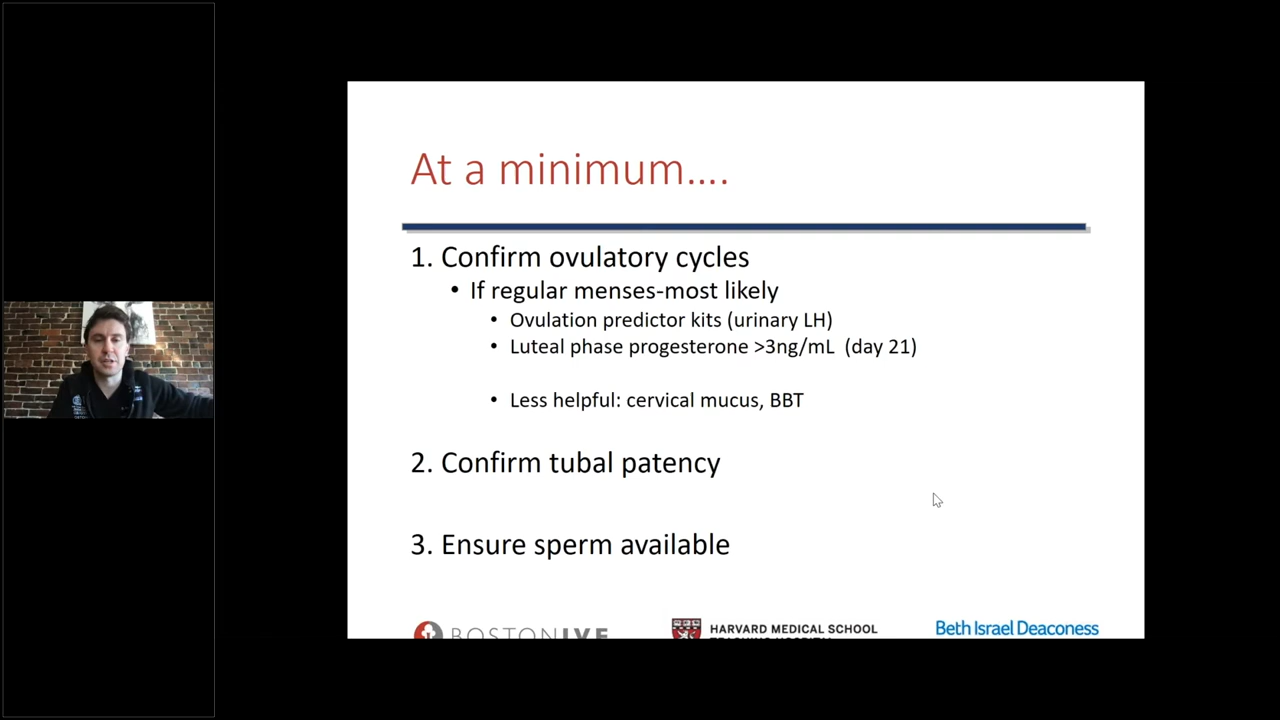 At a minimum....
1. Confirm ovulatory cycles
• If regular menses-most likely
• Ovulation predictor kits (urinary LH)
• Luteal phase progesterone >3ng/mL (day 21)
• Less helpful: cervical mucus, BBT
2. Confirm tubal patency
3. Ensure sperm available
BOSTON IVF
HARVARD MEDICAL SCHOOL
TEACHING HOSPITAL
Beth Israel Deaconess